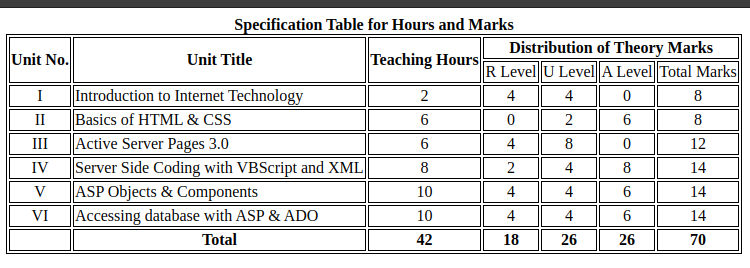 Specification Table for Hours and Marks
Unit No. Unit Title Teaching Hours Distribution of Theory Marks
R Level U Level A Level Total Marks
I Introduction to Internet Technology 2 4 4 0 8
II Basics of HTML & CSS 6 0 2 6 8
III Active Server Pages 3.0 6 4 8 0 12
IV Server Side Coding with VBScript and XML 8 2 4 8 14
V ASP Objects & Components 10 4 4 6 14
VI Accessing database with ASP & ADO 10 4 4 6 14
Total 42 18 26 26 70